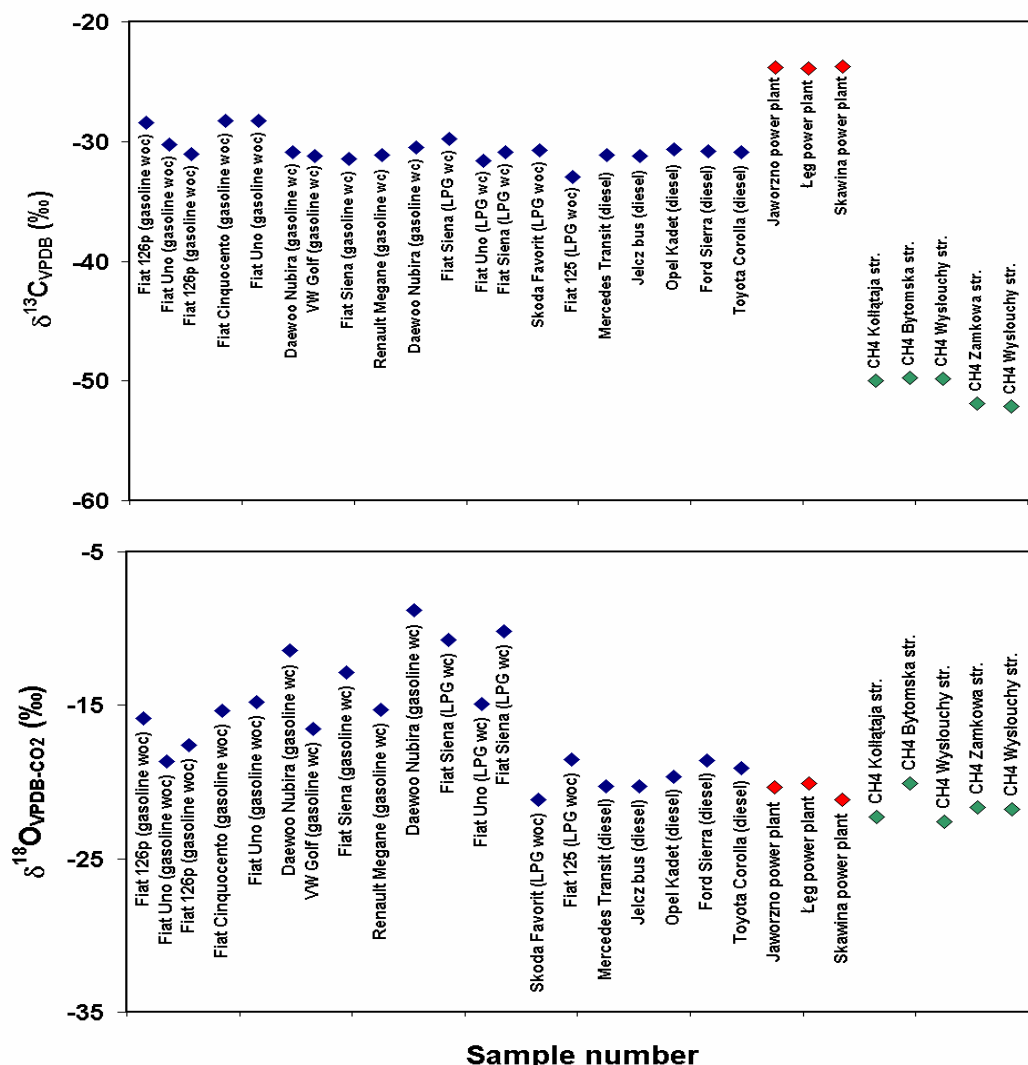 -20
-30
-40
-50
-60
δ¹³C_VPDB (‰)
Fiat 126p (gasoline woc)
Fiat Uno (gasoline woc)
Fiat 126p (gasoline woc)
Fiat Cinquocento (gasoline woc)
Fiat Uno (gasoline woc)
Daewoo Nubira (gasoline wc)
VW Golf (gasoline wc)
Fiat Siena (gasoline wc)
Renault Megane (gasoline wc)
Daewoo Nubira (gasoline wc)
Fiat Siena (LPG wc)
Fiat Uno (LPG wc)
Fiat Siena (LPG wc)
Skoda Favorit (LPG woc)
Fiat 125 (LPG woc)
Mercedes Transit (diesel)
Jelcz bus (diesel)
Opel Kadet (diesel)
Ford Sierra (diesel)
Toyota Corolla (diesel)
Jaworzno power plant
Łęg power plant
Skawina power plant
CH4 Kołłątaja str.
CH4 Bytomska str.
CH4 Wysłouchy str.
CH4 Zamkowa str.
CH4 Wysłouchy str.
-5
-15
-25
-35
δ¹⁸O_VPDB-CO2 (‰)
Fiat 126p (gasoline woc)
Fiat Uno (gasoline woc)
Fiat 126p (gasoline woc)
Fiat Cinquocento (gasoline woc)
Fiat Uno (gasoline woc)
Daewoo Nubira (gasoline wc)
VW Golf (gasoline wc)
Fiat Siena (gasoline wc)
Renault Megane (gasoline wc)
Daewoo Nubira (gasoline wc)
Fiat Siena (LPG wc)
Fiat Uno (LPG wc)
Fiat Siena (LPG wc)
Skoda Favorit (LPG woc)
Fiat 125 (LPG woc)
Mercedes Transit (diesel)
Jelcz bus (diesel)
Opel Kadet (diesel)
Ford Sierra (diesel)
Toyota Corolla (diesel)
Jaworzno power plant
Łęg power plant
Skawina power plant
CH4 Kołłątaja str.
CH4 Bytomska str.
CH4 Wysłouchy str.
CH4 Zamkowa str.
CH4 Wysłouchy str.
Sample number